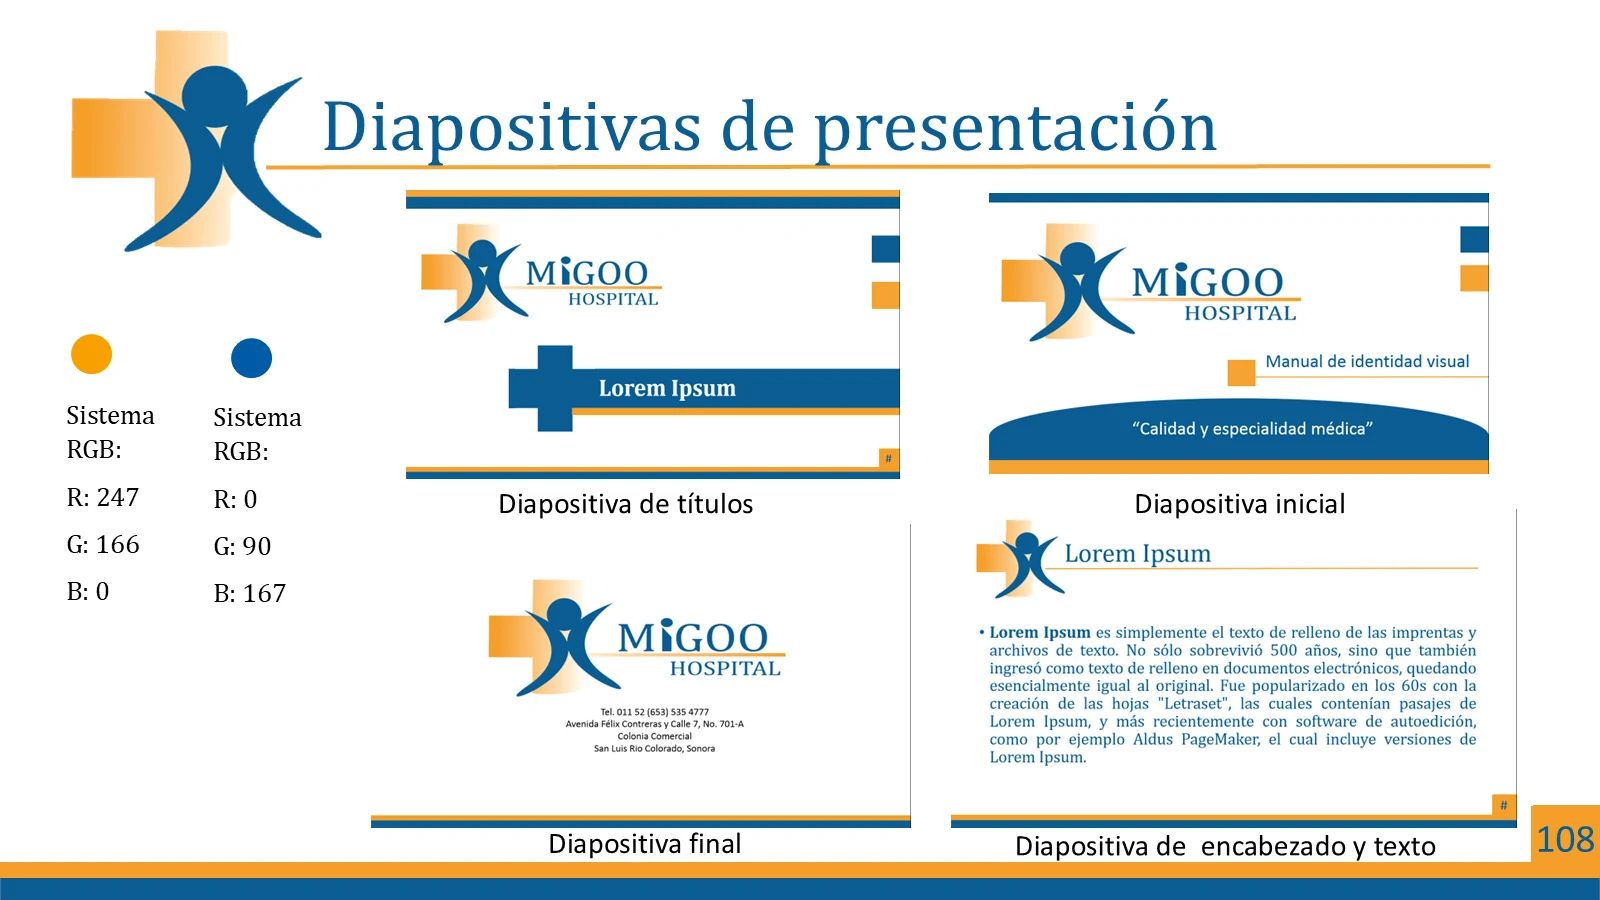 Diapositivas de presentación
Sistema
RGB:
R: 247
G: 166
B: 0
Sistema
RGB:
R: 0
G: 90
B: 167
MiGOO
HOSPITAL
Lorem Ipsum
#
Diapositiva de títulos
MiGOO
HOSPITAL
Manual de identidad visual
“Calidad y especialidad médica”
Diapositiva inicial
MiGOO
HOSPITAL
Tel. 011 52 (653) 535 4777
Avenida Félix Contreras y Calle 7, No. 701-A
Colonia Comercial
San Luis Rio Colorado, Sonora
Diapositiva final
Lorem Ipsum
• Lorem Ipsum es simplemente el texto de relleno de las imprentas y
archivos de texto. No sólo sobrevivió 500 años, sino que también
ingresó como texto de relleno en documentos electrónicos, quedando
esencialmente igual al original. Fue popularizado en los 60s con la
creación de las hojas "Letraset", las cuales contenían pasajes de
Lorem Ipsum, y más recientemente con software de autoedición,
como por ejemplo Aldus PageMaker, el cual incluye versiones de
Lorem Ipsum.
#
Diapositiva de encabezado y texto
108